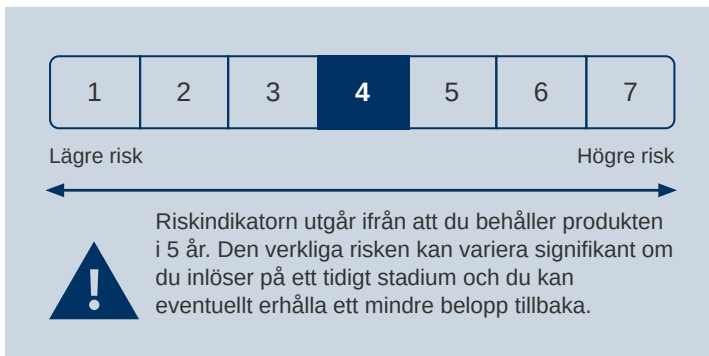 1 2 3 4 5 6 7
Lägre risk Högre risk
Riskindikatorn utgår ifrån att du behåller produkten
i 5 år. Den verkliga risken kan variera signifikant om
du inlöser på ett tidigt stadium och du kan
eventuellt erhålla ett mindre belopp tillbaka.
!